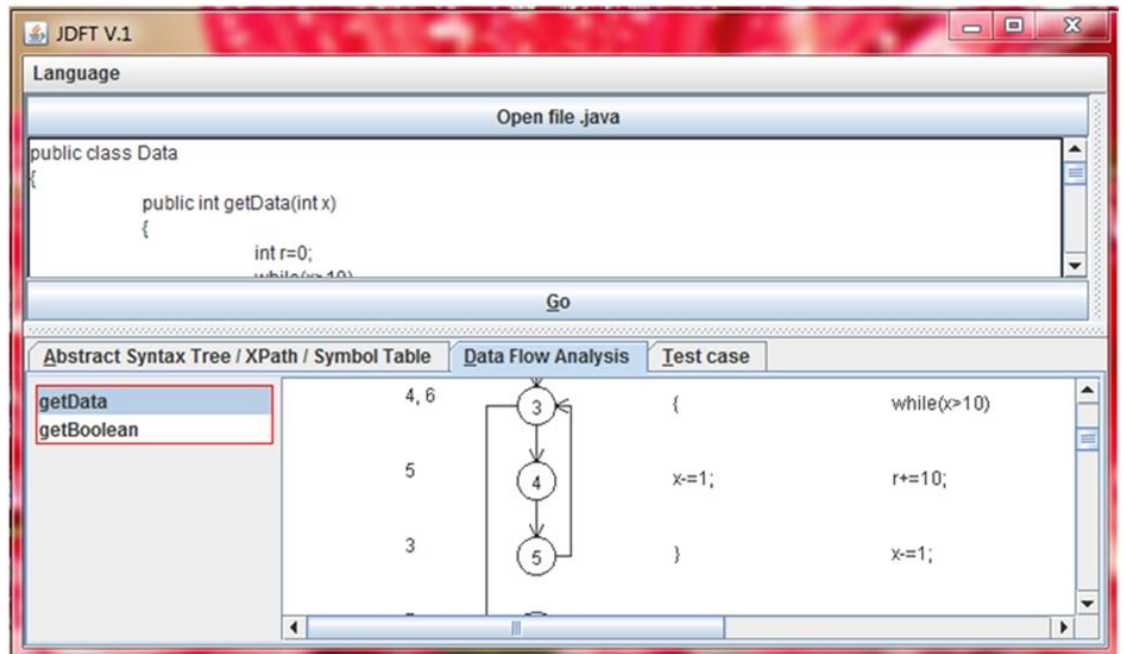 JDFT V.1
Language
Open file .java
public class Data
{
public int getData(int x)
{
int r=0;
while(x>10)
Go
Abstract Syntax Tree / XPath / Symbol Table Data Flow Analysis Test case
getData
getBoolean
4, 6 3 { while(x>10)
5 4 x-=1; r+=10;
3 5 } x-=1;